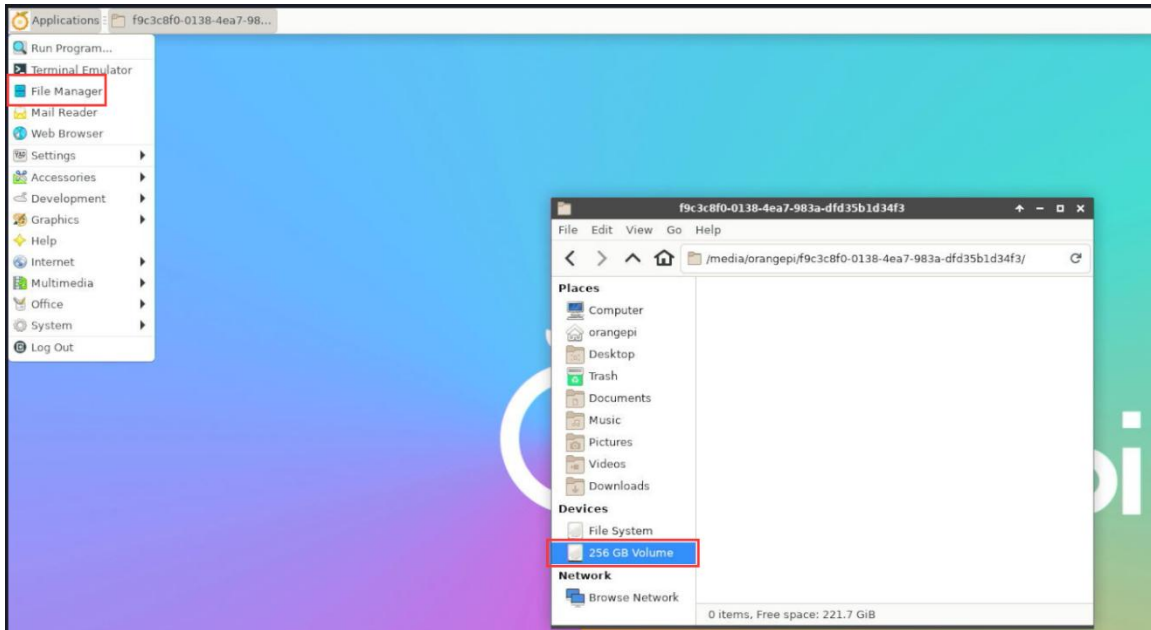 Applications
f9c3c8f0-0138-4ea7-98...
Run Program...
Terminal Emulator
File Manager
Mail Reader
Web Browser
Settings
Accessories
Development
Graphics
Help
Internet
Multimedia
Office
System
Log Out
f9c3c8f0-0138-4ea7-983a-dfd35b1d34f3
File Edit View Go Help
/media/orangepi/f9c3c8f0-0138-4ea7-983a-dfd35b1d34f3/
Places
Computer
orangepi
Desktop
Trash
Documents
Music
Pictures
Videos
Downloads
Devices
File System
256 GB Volume
Network
Browse Network
0 items, Free space: 221.7 GiB
pi